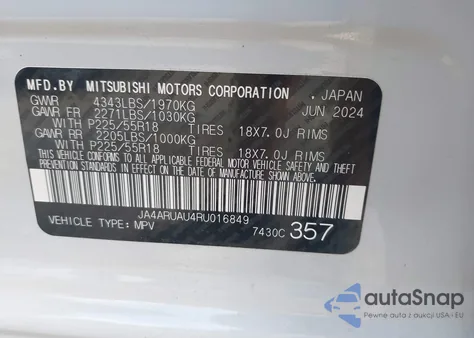 MFD.BY MITSUBISHI MOTORS CORPORATION . JAPAN
GVWR 4343LBS/1970KG JUN 2024
GAWR FR 2271LBS/1030KG
WITH P225/55R18 TIRES 18X7.0J RIMS
GAWR RR 2205LBS/1000KG
WITH P225/55R18 TIRES 18X7.0J RIMS
THIS VEHICLE CONFORMS TO ALL APPLICABLE FEDERAL MOTOR VEHICLE SAFETY, BUMPER AND THEFT PREVENTION STANDARDS IN EFFECT ON THE DATE OF MANUFACTURE SHOWN ABOVE.
JA4ARUAU4RU016849
VEHICLE TYPE: MPV 7430C 357
autoSnap
Pewne auta z aukcji USA i EU